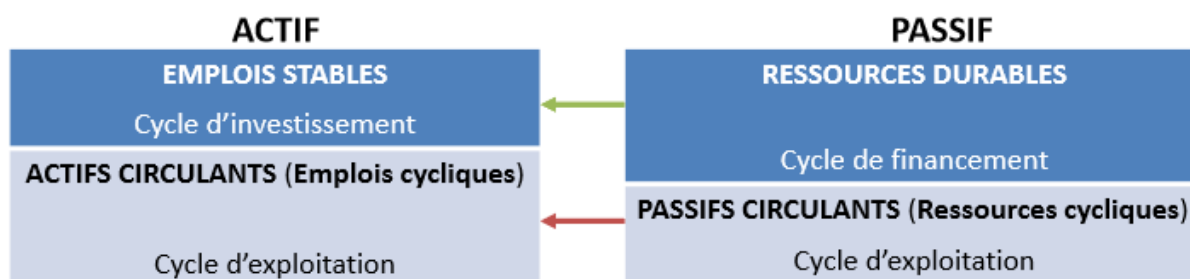 ACTIF
EMPLOIS STABLES
Cycle d'investissement
ACTIFS CIRCULANTS (Emplois cycliques)
Cycle d'exploitation
PASSIF
RESSOURCES DURABLES
Cycle de financement
PASSIFS CIRCULANTS (Ressources cycliques)
Cycle d'exploitation